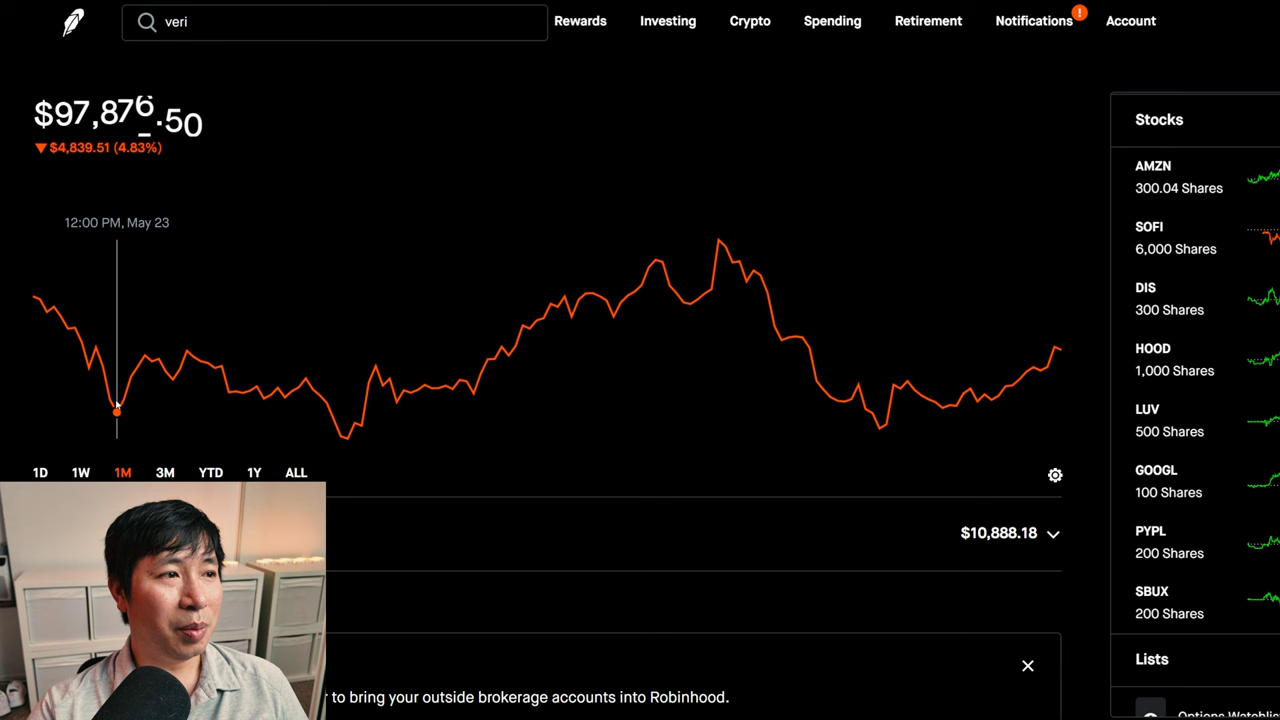 veri
Rewards
Investing
Crypto
Spending
Retirement
Notifications
!
Account
$97,876.50
$4,839.51 (4.83%)
12:00 PM, May 23
1D 1W 1M 3M YTD 1Y ALL
$10,888.18
to bring your outside brokerage accounts into Robinhood.
Stocks
AMZN
300.04 Shares
SOFI
6,000 Shares
DIS
300 Shares
HOOD
1,000 Shares
LUV
500 Shares
GOOGL
100 Shares
PYPL
200 Shares
SBUX
200 Shares
Lists
Options